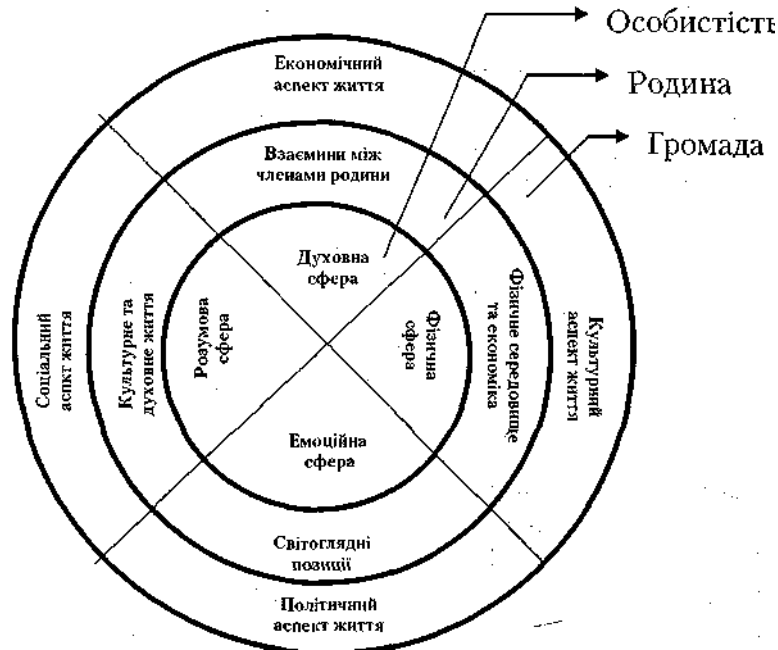 Особистість
Родина
Громада
Економічний
аспект життя
Взаємини між
членами родини
Духовна
сфера
Соціальний
аспкт життя
Культурне та
духовне життя
Розумова
сфера
Фізична
сфера
Фізичне середовище
та економіка
Культурний
аспект життя
Емоційна
сфера
Світоглядні
позиції
Політичний
аспект життя